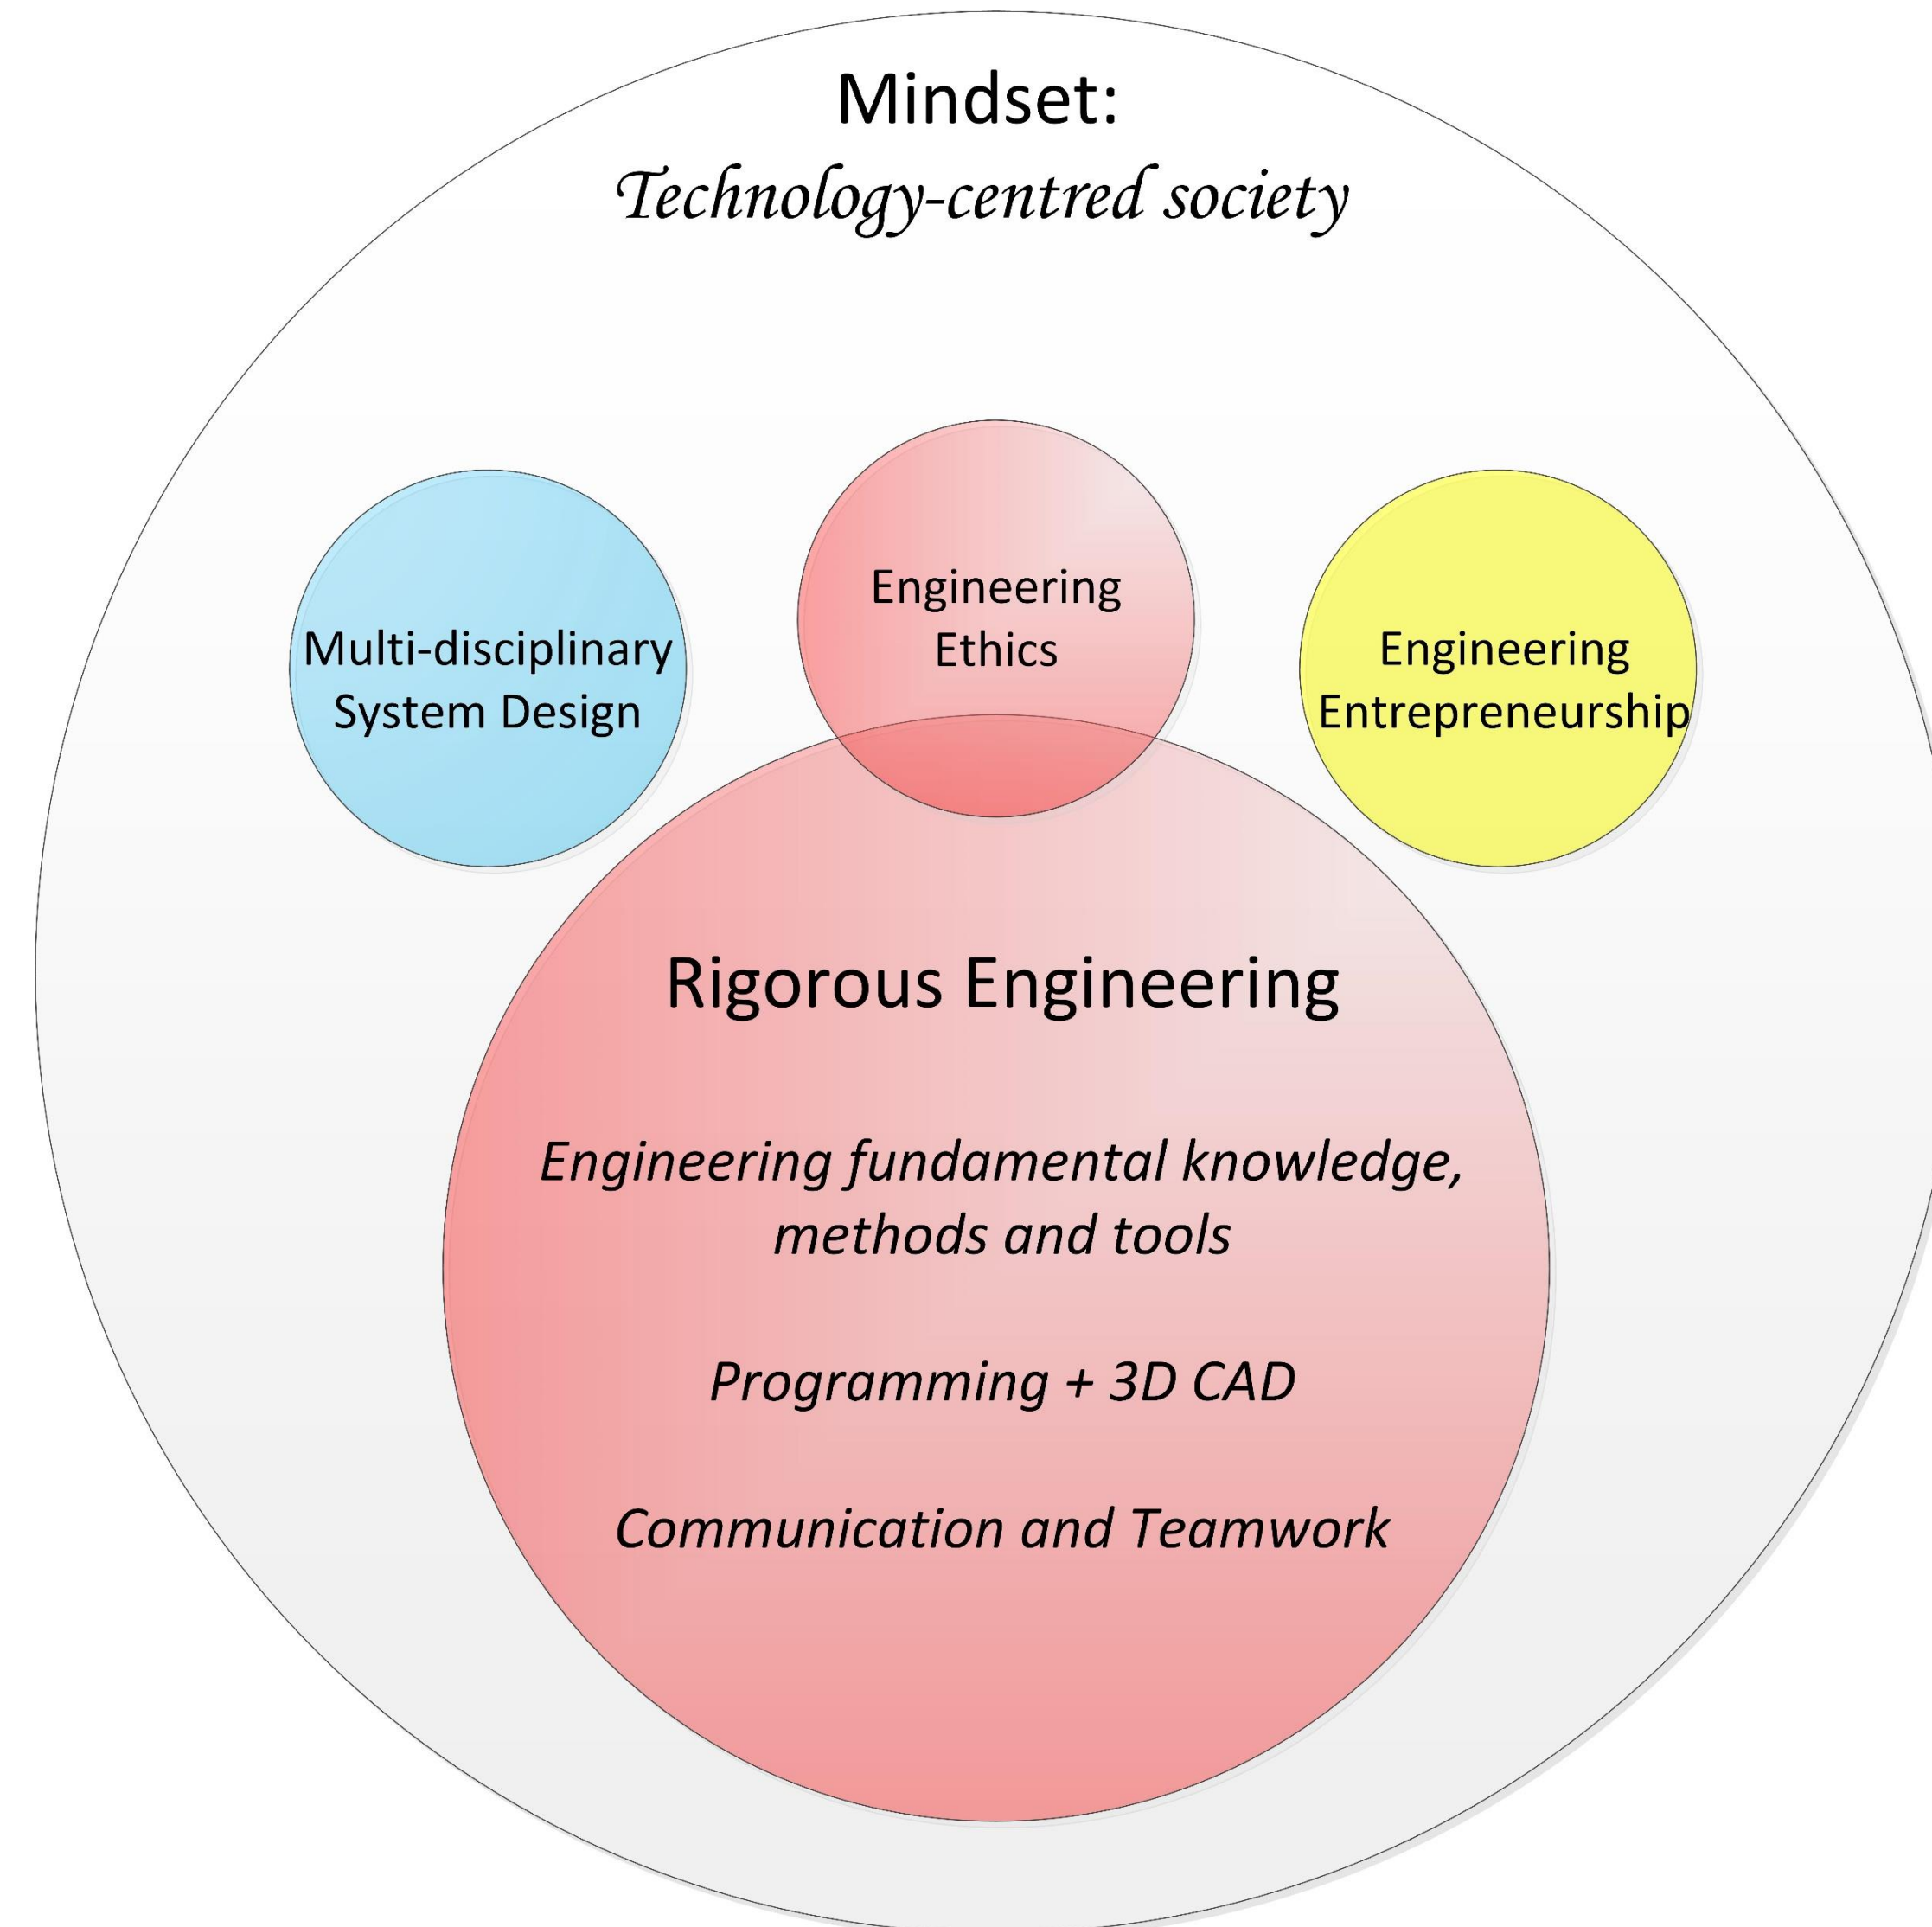 Mindset:
Technology-centred society
Engineering
Ethics
Multi-disciplinary
System Design
Engineering
Entrepreneurship
Rigorous Engineering
Engineering fundamental knowledge,
methods and tools
Programming + 3D CAD
Communication and Teamwork